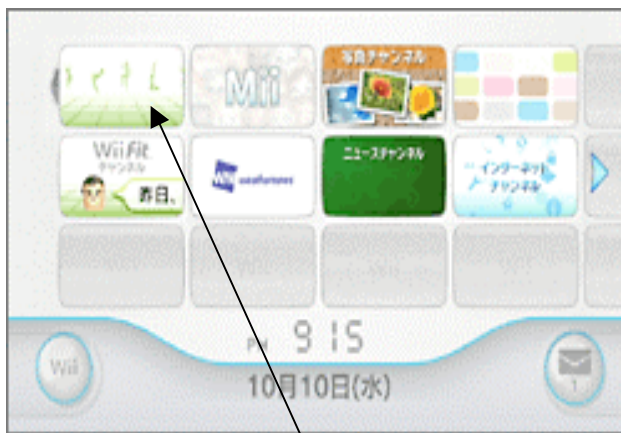 Mii
写真チャンネル
Wii Fit
チャンネル
昨日、
weathernews
ニュースチャンネル
インターネット
チャンネル
PM 9:15
10月10日(水)
Wii
1